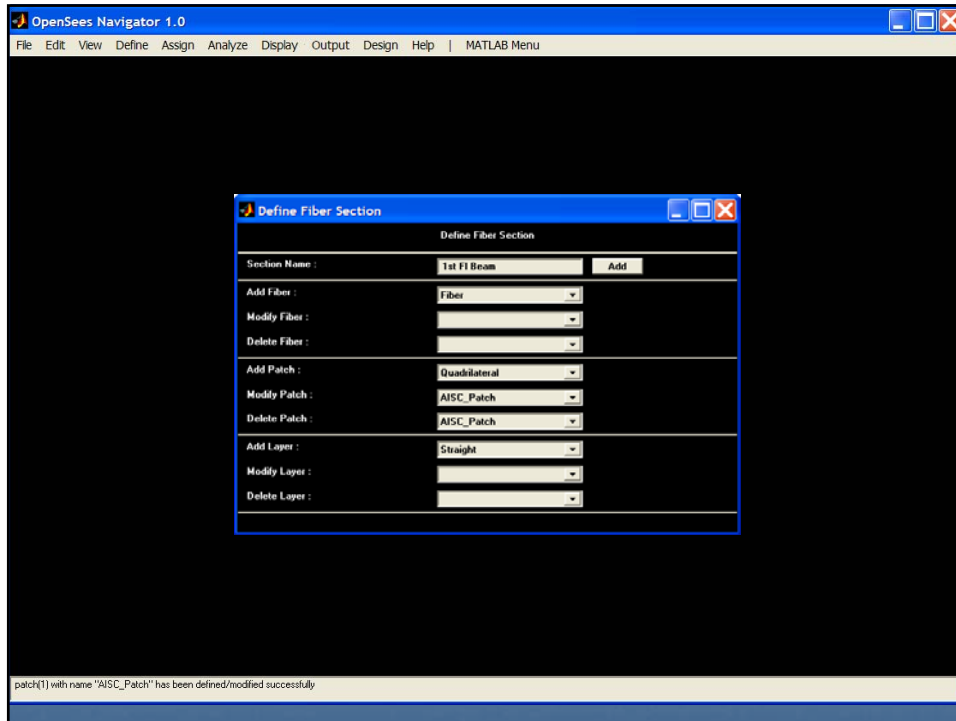 OpenSees Navigator 1.0
File Edit View Define Assign Analyze Display Output Design Help | MATLAB Menu
Define Fiber Section
Define Fiber Section
Section Name : 1st Fl Beam Add
Add Fiber : Fiber
Modify Fiber :
Delete Fiber :
Add Patch : Quadrilateral
Modify Patch : AISC_Patch
Delete Patch : AISC_Patch
Add Layer : Straight
Modify Layer :
Delete Layer :
patch(1) with name "AISC_Patch" has been defined/modified successfully